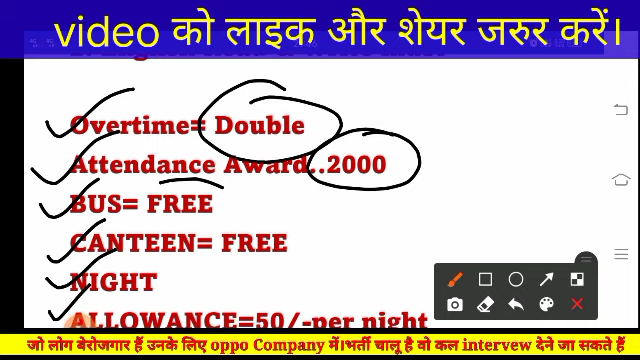 video को लाइक और शेयर जरुर करें।
Overtime= Double
Attendance Award..2000
BUS= FREE
CANTEEN= FREE
NIGHT
ALLOWANCE=50/-per night
जो लोग बेरोजगार हैं उनके लिए oppo Company में।भर्ती चालू है तो कल intervew देने जा सकते हैं